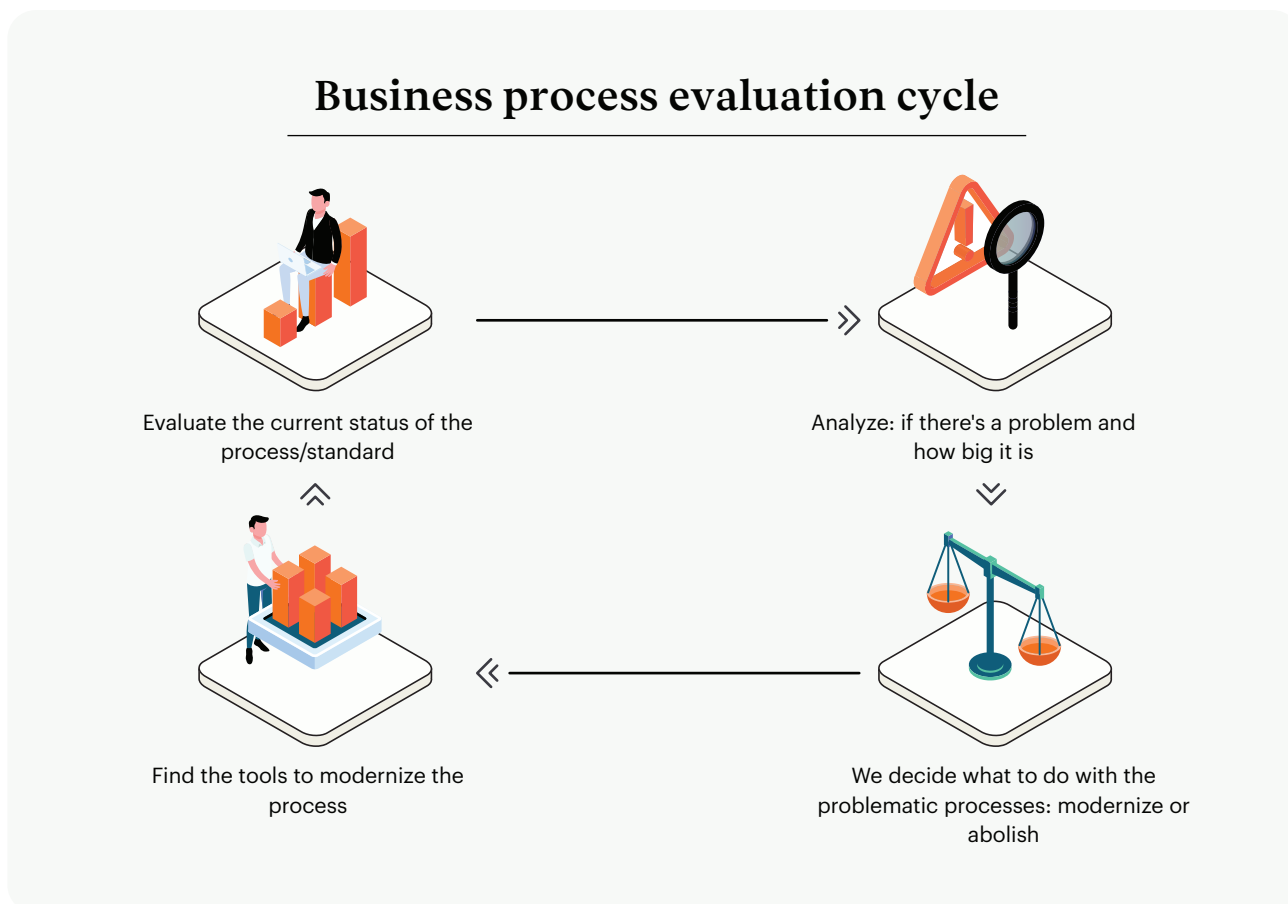 Business process evaluation cycle
Evaluate the current status of the
process/standard
Analyze: if there's a problem and
how big it is
Find the tools to modernize the
process
We decide what to do with the
problematic processes: modernize or
abolish